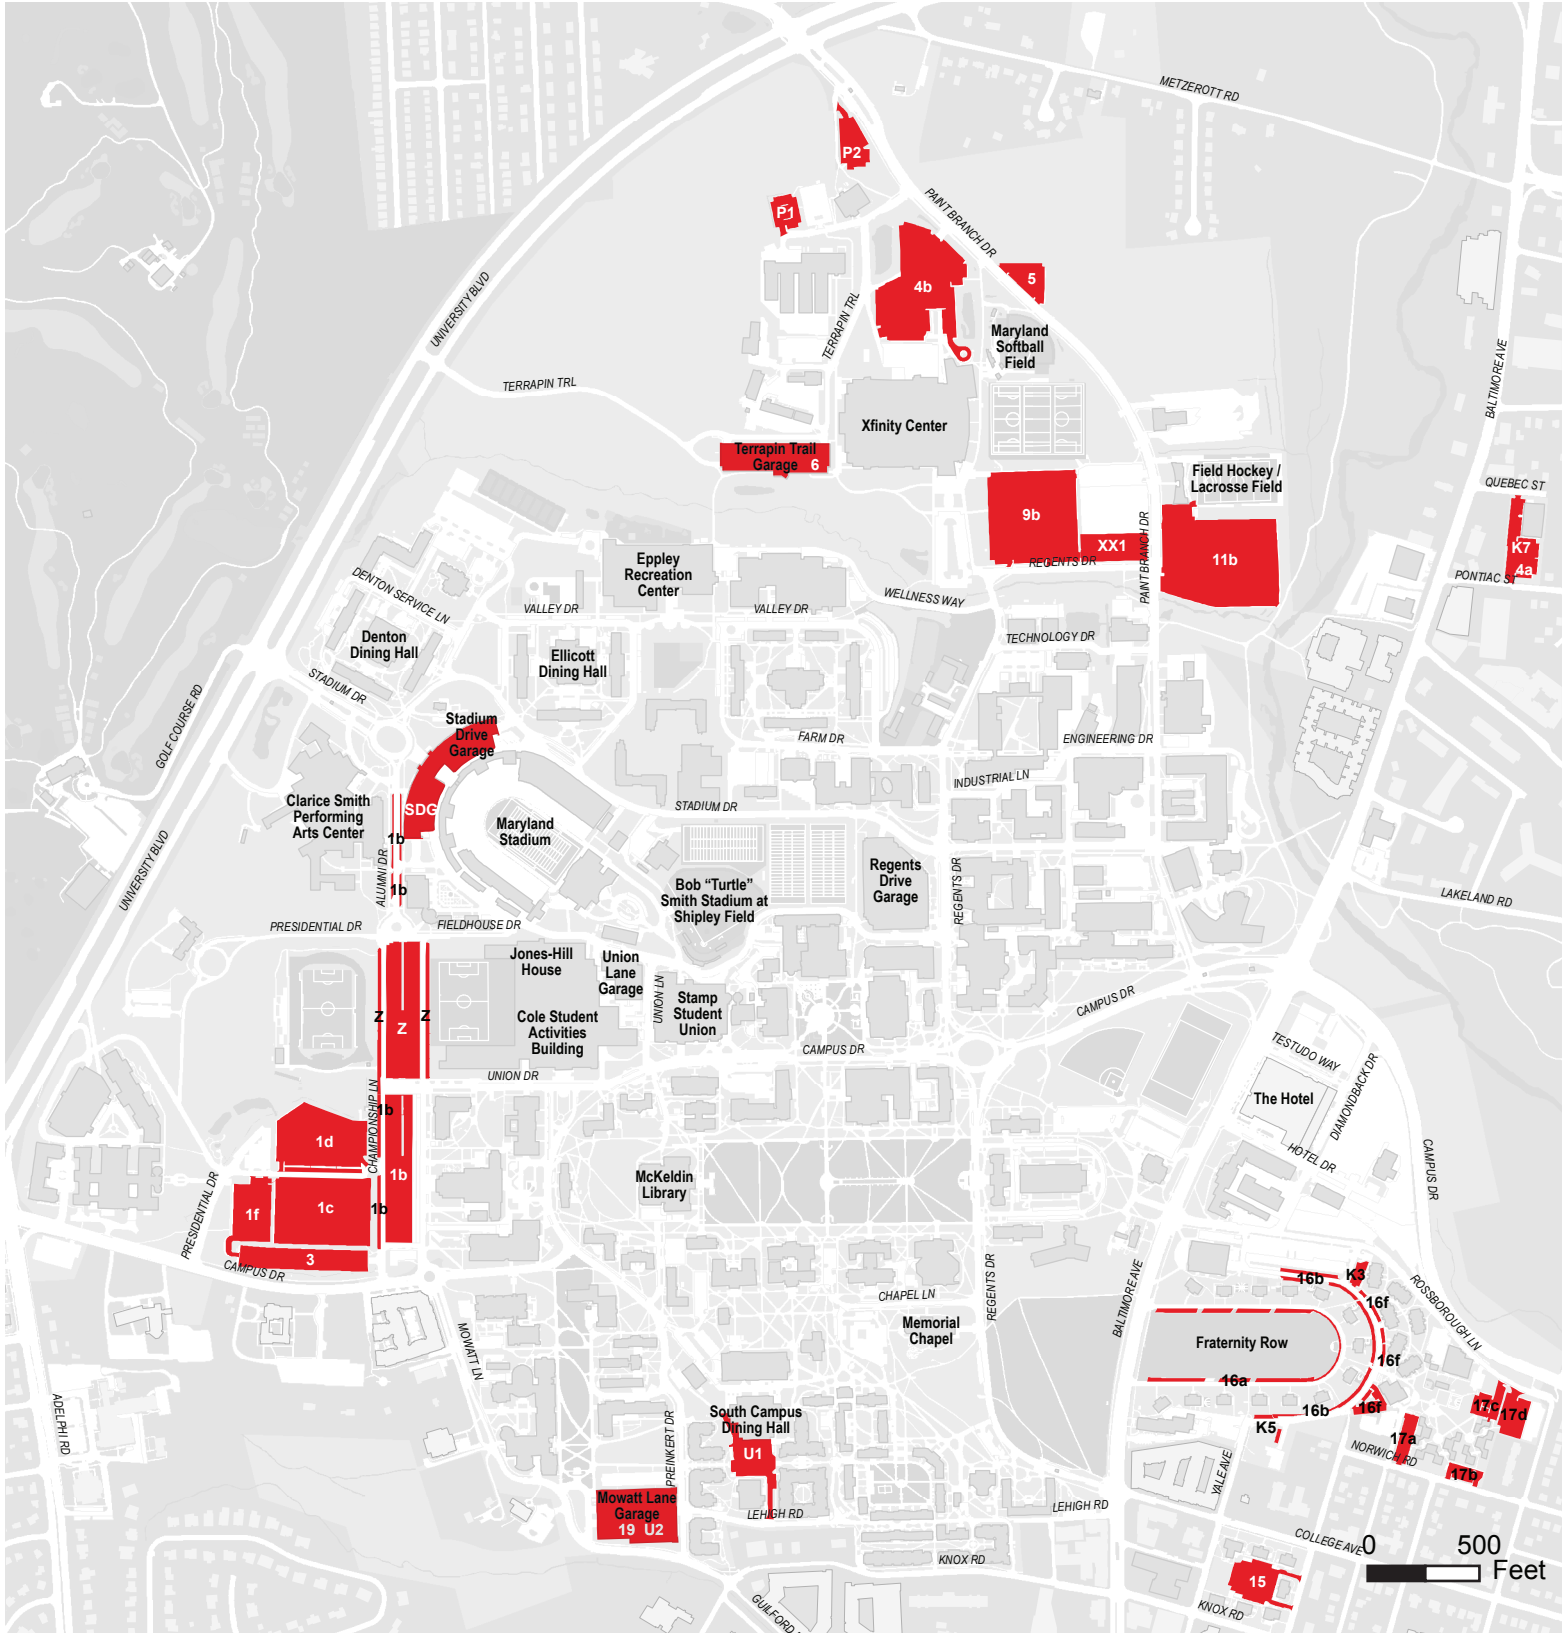 METZEROTT RD
P2
P1
PAINT BRANCH DR
5
4b
UNIVERSITY BLVD
TERRAPIN TRL
Maryland
Softball
Field
BALTIMORE AVE
TERRAPIN TRL
Xfinity Center
Terrapin Trail
Garage 6
Field Hockey /
Lacrosse Field
QUEBEC ST
9b
XX1
PAINT BRANCH DR
11b
K7
4a
PONTIAC ST
REGENTS DR
Eppley
Recreation
Center
DENTON SERVICE LN
VALLEY DR
VALLEY DR
WELLNESS WAY
TECHNOLOGY DR
Denton
Dining Hall
Ellicott
Dining Hall
STADIUM DR
GOLF COURSE RD
Stadium
Drive
Garage
FARM DR
ENGINEERING DR
INDUSTRIAL LN
Clarice Smith
Performing
Arts Center
SDG
STADIUM DR
Maryland
Stadium
1b
ALUMNI DR
1b
UNIVERSITY BLVD
Regents
Drive
Garage
REGENTS DR
Bob “Turtle”
Smith Stadium at
Shipley Field
LAKELAND RD
PRESIDENTIAL DR
FIELDHOUSE DR
Jones-Hill
House
Union
Lane
Garage
UNION LN
Stamp
Student
Union
CAMPUS DR
Z
Z
Z
Cole Student
Activities
Building
CAMPUS DR
TESTUDO WAY
DIAMONDBACK DR
UNION DR
The Hotel
1b
CHAMPIONSHIP LN
1d
1b
HOTEL DR
CAMPUS DR
McKeldin
Library
PRESIDENTIAL DR
1f
1c
1b
3
CAMPUS DR
REGENTS DR
BALTIMORE AVE
16b
K3
16f
ROSSBOROUGH LN
CHAPEL LN
Memorial
Chapel
Fraternity Row
MOWATT LN
16f
16a
ADELPHI RD
South Campus
Dining Hall
16b
16f
17c
17d
K5
17a
U1
PREINKERT DR
NORWICH RD
17b
YALE AVE
Mowatt Lane
Garage
19 U2
LEHIGH RD
LEHIGH RD
COLLEGE AVE
0 500
Feet
KNOX RD
15
KNOX RD